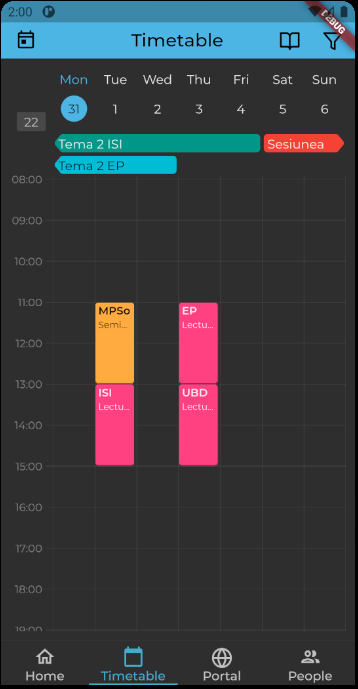 2:00
DEBUG
Timetable
Mon Tue Wed Thu Fri Sat Sun
31 1 2 3 4 5 6
22
Tema 2 ISI Sesiunea
Tema 2 EP
08:00
09:00
10:00
11:00
MPSo EP
Semi... Lectu...
12:00
13:00
ISI UBD
Lectu... Lectu...
14:00
15:00
16:00
17:00
18:00
19:00
Home Timetable Portal People